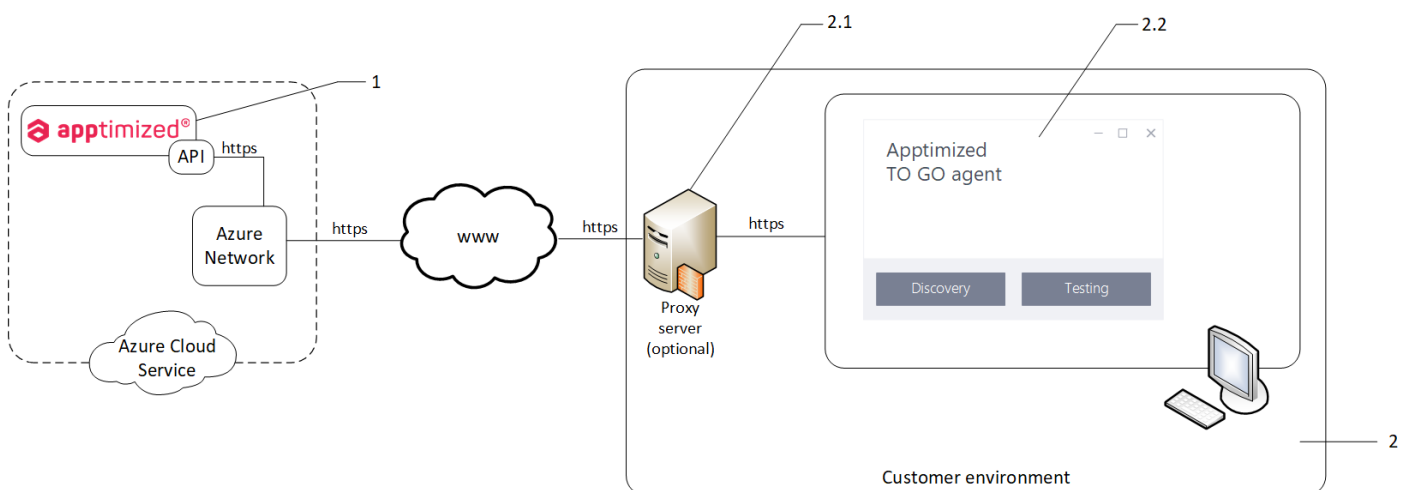 2.1
2.2
1
apptimized®
API
https
Azure
Network
https
www
https
https
Apptimized
TO GO agent
Discovery
Testing
Proxy
server
(optional)
Azure Cloud
Service
2
Customer environment